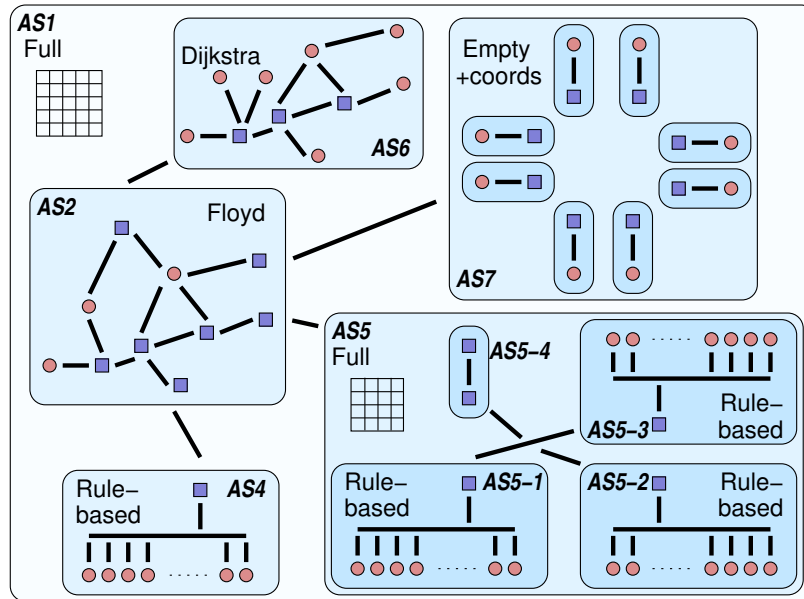 AS1
Full
Dijkstra
AS6
Empty
+coords
AS7
AS2
Floyd
AS5
Full
AS5−4
AS5−3
Rule−
based
AS4
Rule−
based
AS5−1
Rule−
based
AS5−2
Rule−
based